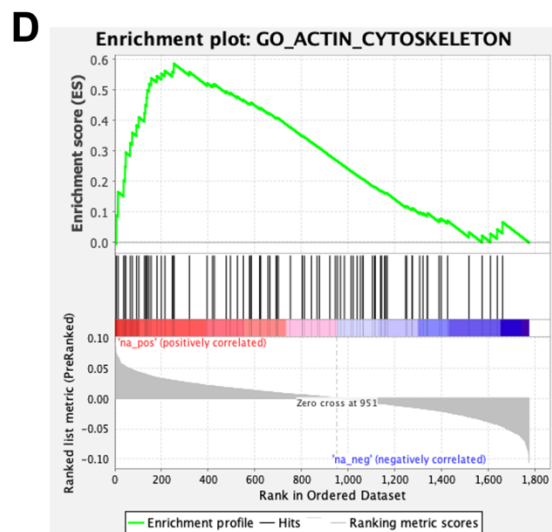 D
Enrichment plot: GO_ACTIN_CYTOSKELETON
Enrichment score (ES)
0.6
0.5
0.4
0.3
0.2
0.1
0.0
Ranked list metric (PreRanked)
0.10
0.05
0.00
-0.05
-0.10
'na_pos' (positively correlated)
Zero cross at 951
'na_neg' (negatively correlated)
0 200 400 600 800 1,000 1,200 1,400 1,600 1,800
Rank in Ordered Dataset
Enrichment profile Hits Ranking metric scores